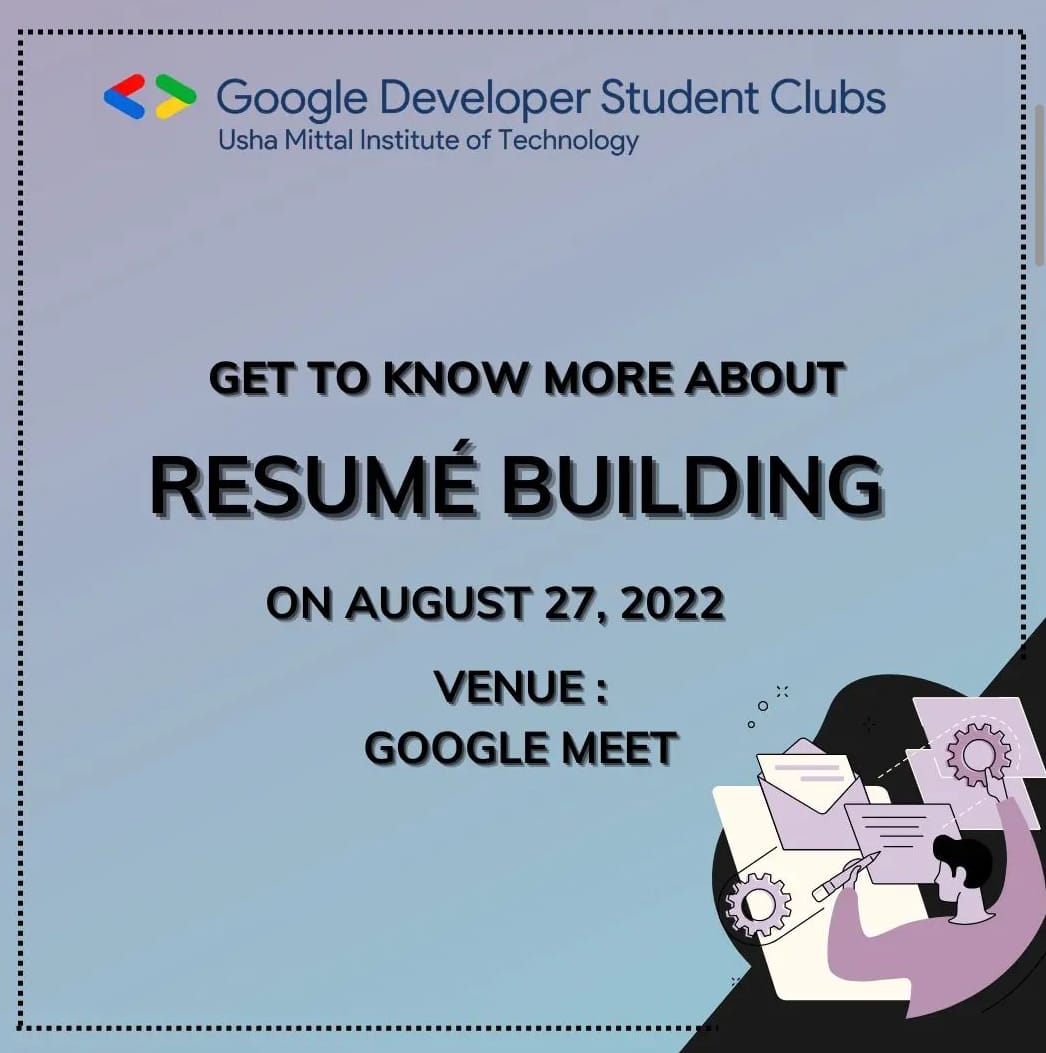 Google Developer Student Clubs
Usha Mittal Institute of Technology
GET TO KNOW MORE ABOUT
RESUMÉ BUILDING
ON AUGUST 27, 2022
VENUE :
GOOGLE MEET